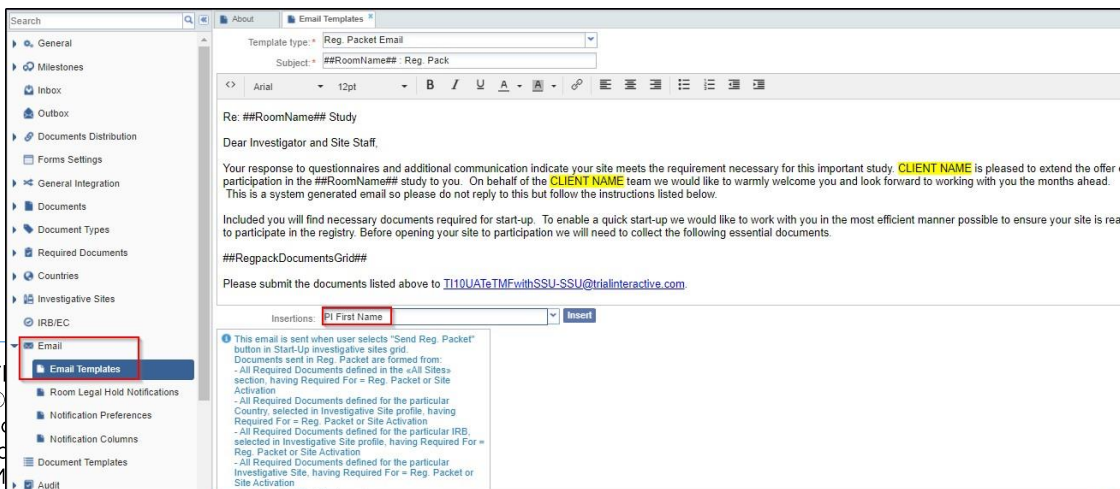 Search
About
Email Templates
General
Milestones
Inbox
Outbox
Documents Distribution
Forms Settings
General Integration
Documents
Document Types
Required Documents
Countries
Investigative Sites
IRB/EC
Email
Email Templates
Room Legal Hold Notifications
Notification Preferences
Notification Columns
Document Templates
Audit
Template type:* Reg. Packet Email
Subject:* ##RoomName## : Reg. Pack
<> Arial 12pt B I U A A
Re: ##RoomName## Study
Dear Investigator and Site Staff,
Your response to questionnaires and additional communication indicate your site meets the requirement necessary for this important study. CLIENT NAME is pleased to extend the offer
participation in the ##RoomName## study to you. On behalf of the CLIENT NAME team we would like to warmly welcome you and look forward to working with you the months ahead.
This is a system generated email so please do not reply to this but follow the instructions listed below.
Included you will find necessary documents required for start-up. To enable a quick start-up we would like to work with you in the most efficient manner possible to ensure your site is
to participate in the registry. Before opening your site to participation we will need to collect the following essential documents.
##RegpackDocumentsGrid##
Please submit the documents listed above to TI10UATeTMFwithSSU-SSU@trialinteractive.com.
Insertions: PI First Name Insert
This email is sent when user selects "Send Reg. Packet"
button in Start-Up investigative sites grid.
Documents sent in Reg. Packet are formed from:
- All Required Documents defined in the «All Sites»
section, having Required For = Reg. Packet or Site
Activation
- All Required Documents defined for the particular
Country, selected in Investigative Site profile, having
Required For = Reg. Packet or Site Activation
- All Required Documents defined for the particular IRB,
selected in Investigative Site profile, having Required For =
Reg. Packet or Site Activation
- All Required Documents defined for the particular
Investigative Site, having Required For = Reg. Packet or
Site Activation